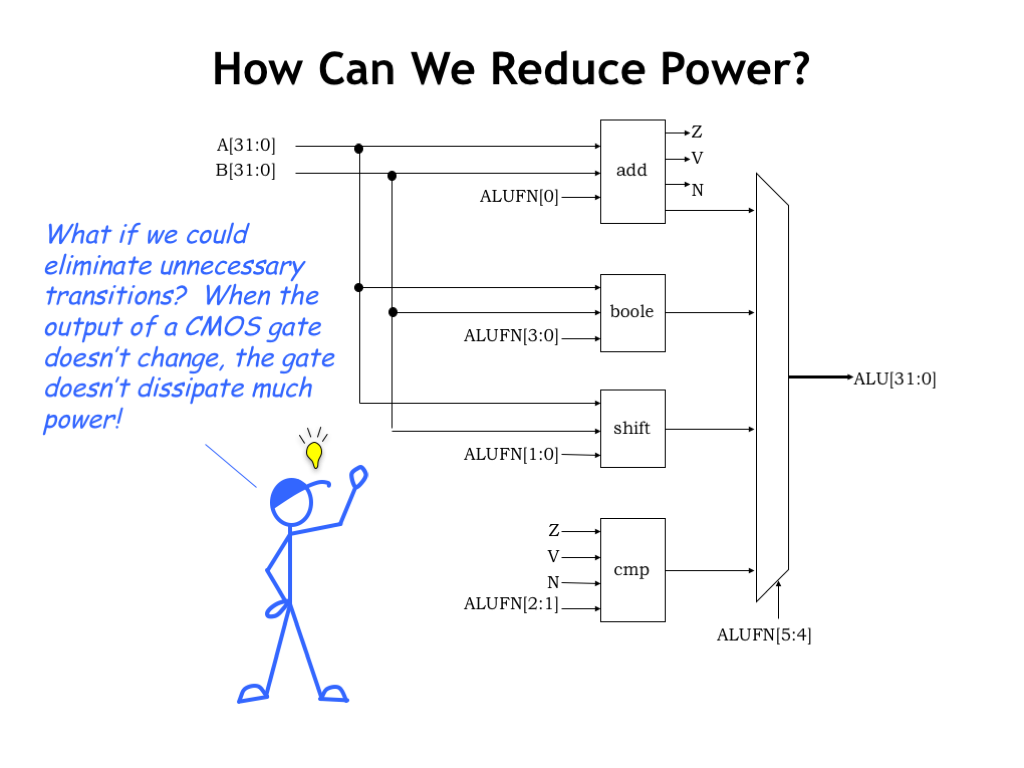 How Can We Reduce Power?
A[31:0]
B[31:0]
ALUFN[0]
add
Z
V
N
What if we could
eliminate unnecessary
transitions? When the
output of a CMOS gate
doesn't change, the gate
doesn't dissipate much
power!
boole
ALUFN[3:0]
ALU[31:0]
shift
ALUFN[1:0]
Z
V
N
ALUFN[2:1]
cmp
ALUFN[5:4]